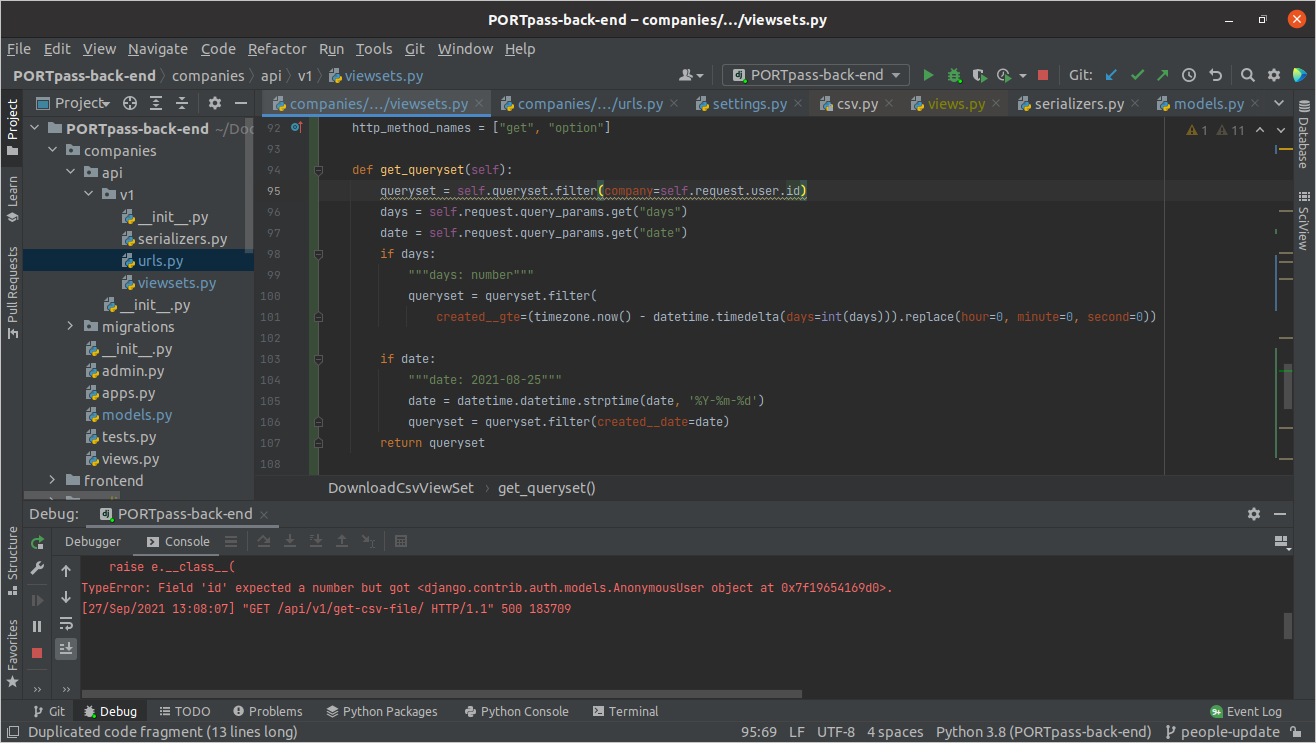 PORTpass-back-end – companies/.../viewsets.py
File Edit View Navigate Code Refactor Run Tools Git Window Help
PORTpass-back-end companies api v1 viewsets.py PORTpass-back-end Git:
Project
Project PORTpass-back-end ~/Doc
companies
api
v1
__init__.py
serializers.py
urls.py
viewsets.py
__init__.py
migrations
__init__.py
admin.py
apps.py
models.py
tests.py
views.py
frontend
Learn
Pull Requests
Structure
Favorites
companies/.../viewsets.py companies/.../urls.py settings.py csv.py views.py serializers.py models.py
1 11
92 http_method_names = ["get", "option"]
93
94 def get_queryset(self):
95 queryset = self.queryset.filter(company=self.request.user.id)
96 days = self.request.query_params.get("days")
97 date = self.request.query_params.get("date")
98 if days:
99 """days: number"""
100 queryset = queryset.filter(
101 created__gte=(timezone.now() - datetime.timedelta(days=int(days))).replace(hour=0, minute=0, second=0))
102
103 if date:
104 """date: 2021-08-25"""
105 date = datetime.datetime.strptime(date, '%Y-%m-%d')
106 queryset = queryset.filter(created__date=date)
107 return queryset
108
DownloadCsvViewSet get_queryset()
Database
SciView
Debug: PORTpass-back-end
Debugger Console
raise e.__class__(
TypeError: Field 'id' expected a number but got <django.contrib.auth.models.AnonymousUser object at 0x7f19654169d0>.
[27/Sep/2021 13:08:07] "GET /api/v1/get-csv-file/ HTTP/1.1" 500 183709
Git Debug TODO Problems Python Packages Python Console Terminal 9+ Event Log
Duplicated code fragment (13 lines long) 95:69 LF UTF-8 4 spaces Python 3.8 (PORTpass-back-end) people-update